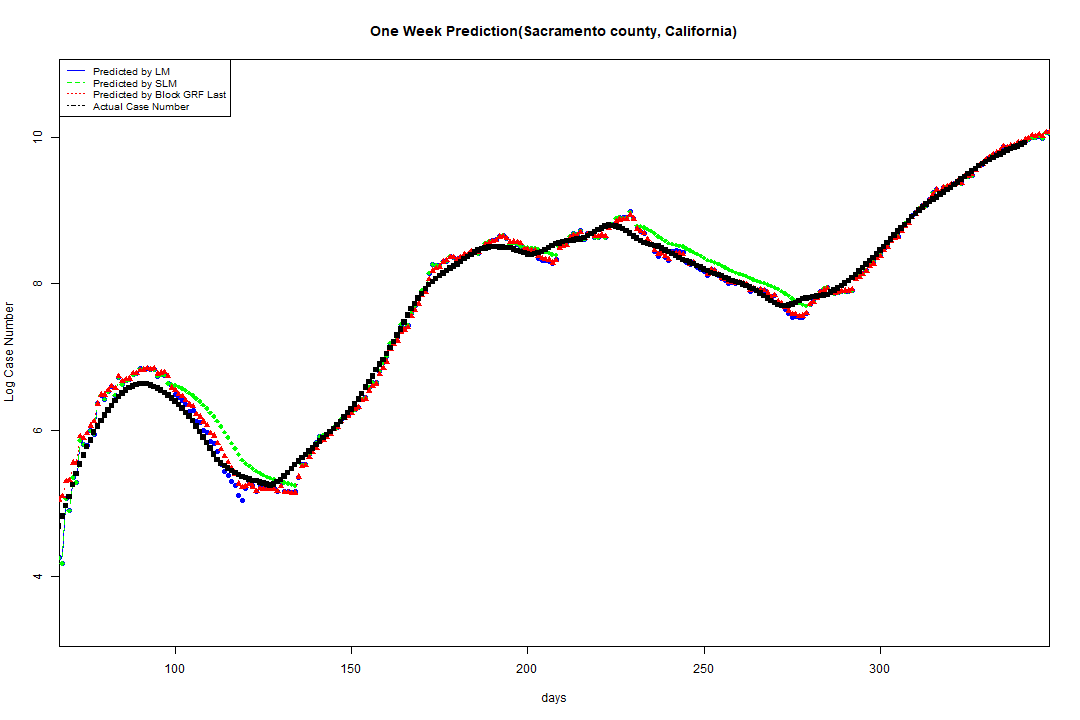 One Week Prediction(Sacramento county, California)
Predicted by LM
Predicted by SLM
Predicted by Block GRF Last
Actual Case Number
Log Case Number
10
8
6
4
100 150 200 250 300
days